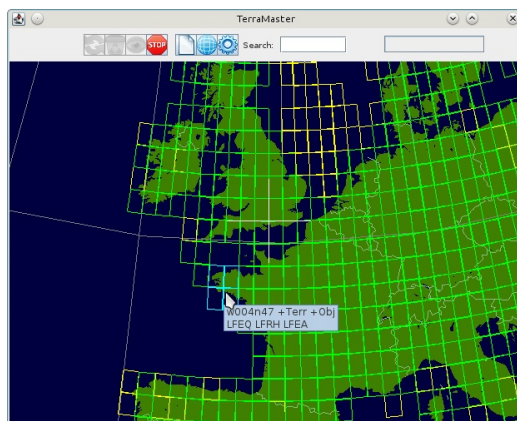 TerraMaster
STOP
Search:
W004n47 +Terr +Obj
LFEQ LFRH LFEA